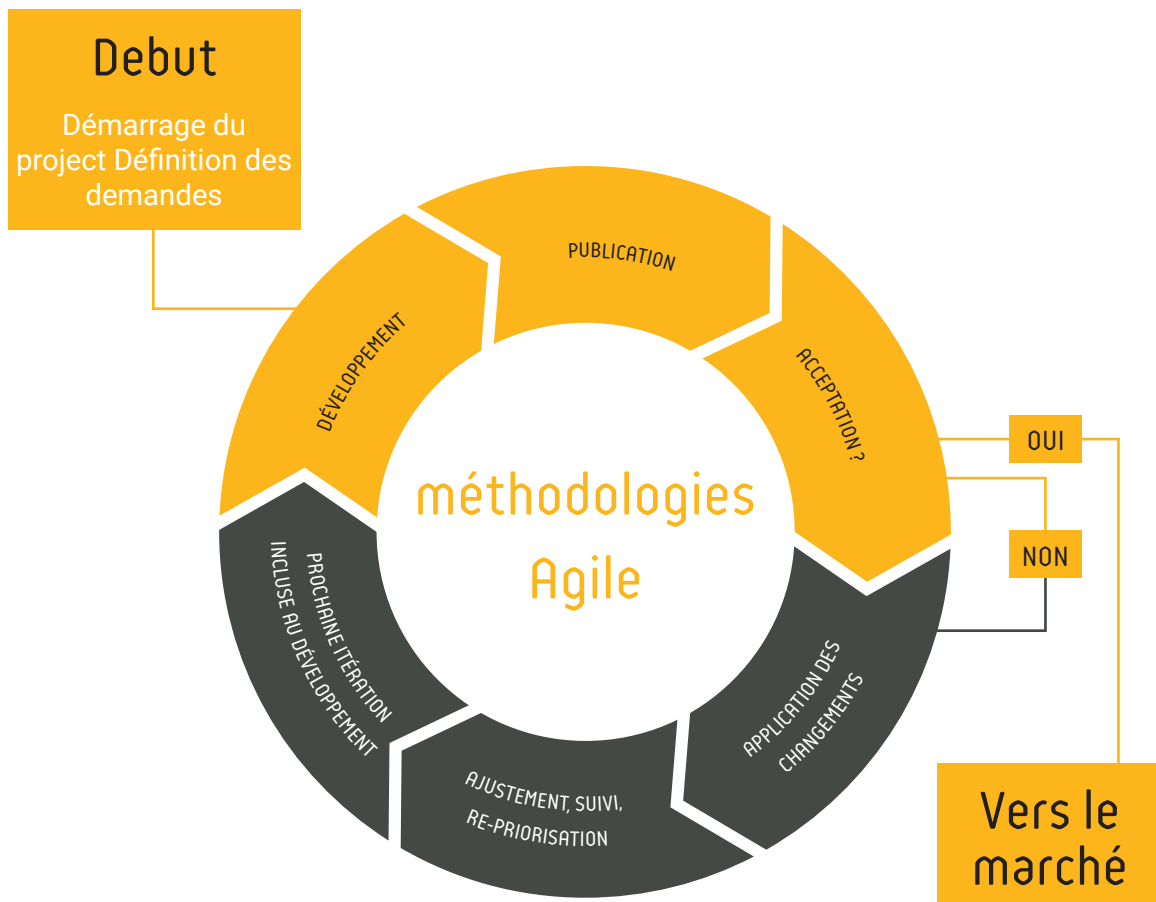 Debut
Démarrage du
project Définition des
demandes
PUBLICATION
DÉVELOPPEMENT
ACCEPTATION ?
OUI
NON
méthodologies
Agile
PROCHAINE ITÉRATION
INCLUSE AU DÉVELOPPEMENT
APPLICATION DES
CHANGEMENTS
AJUSTEMENT, SUIVI,
RE-PRIORISATION
Vers le
marché